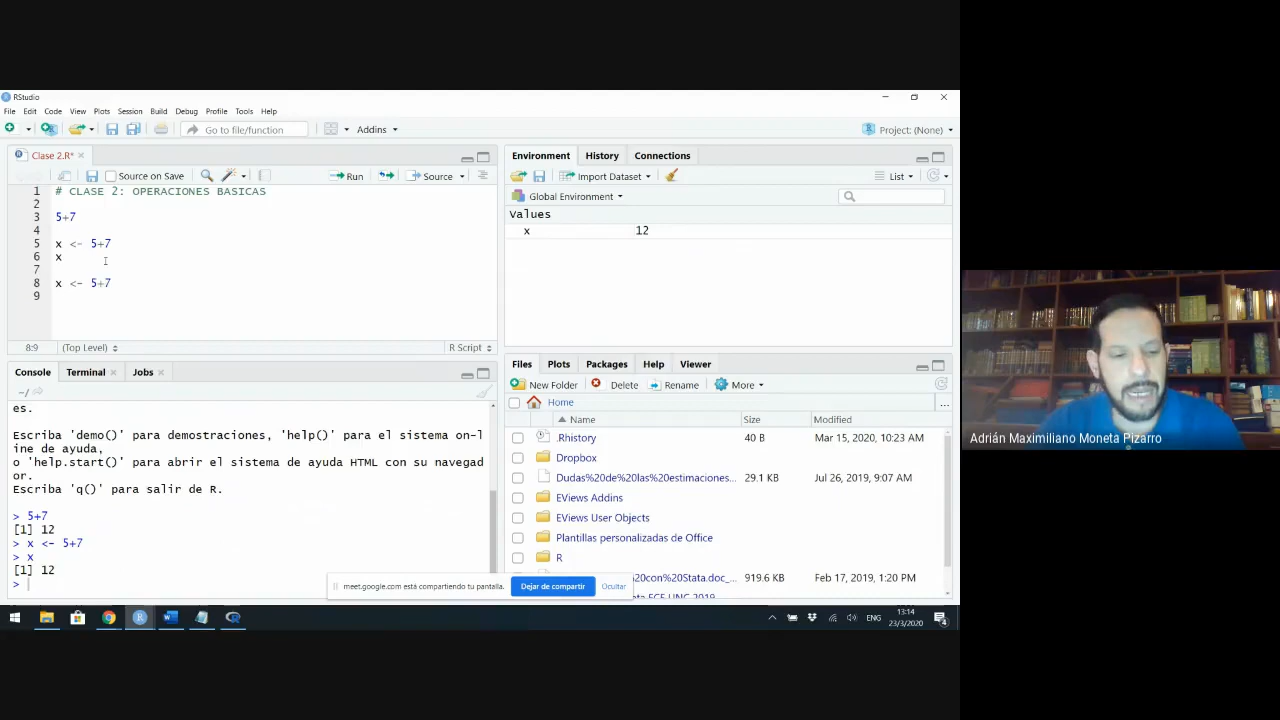 RStudio
File Edit Code View Plots Session Build Debug Profile Tools Help
Go to file/function Addins Project: (None)
Clase 2.R*
Source on Save Run Source
1 # CLASE 2: OPERACIONES BASICAS
2
3 5+7
4
5 x <- 5+7
6 x
7
8 x <- 5+7
9
8:9 (Top Level) R Script
Console Terminal Jobs
~/
es.
Escriba 'demo()' para demostraciones, 'help()' para el sistema on-l
ine de ayuda,
o 'help.start()' para abrir el sistema de ayuda HTML con su navegad
or.
Escriba 'q()' para salir de R.
> 5+7
[1] 12
> x <- 5+7
> x
[1] 12
>
Environment History Connections
Import Dataset List
Global Environment
Values
x 12
Files Plots Packages Help Viewer
New Folder Delete Rename More
Home ...
Name Size Modified
.Rhistory 40 B Mar 15, 2020, 10:23 AM
Dropbox
Dudas%20de%20las%20estimaciones... 29.1 KB Jul 26, 2019, 9:07 AM
EViews Addins
EViews User Objects
Plantillas personalizadas de Office
R
%20con%20Stata.doc_... 919.6 KB Feb 17, 2019, 1:20 PM
meet.google.com está compartiendo tu pantalla. Dejar de compartir Ocultar
ENG 13:14
23/3/2020
4
Adrián Maximiliano Moneta Pizarro